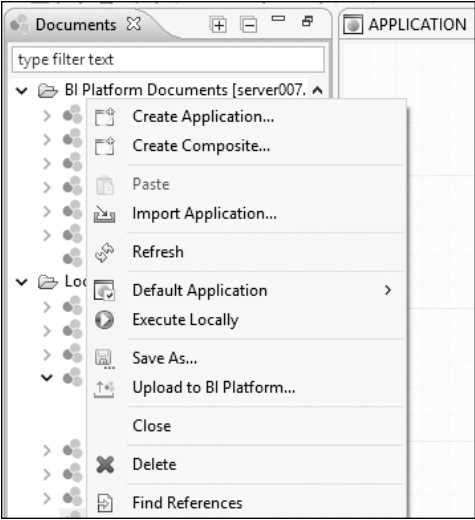 Documents
APPLICATION
type filter text
BI Platform Documents [server007.
Create Application...
Create Composite...
Paste
Import Application...
Refresh
Loc
Default Application
Execute Locally
Save As...
Upload to BI Platform...
Close
Delete
Find References